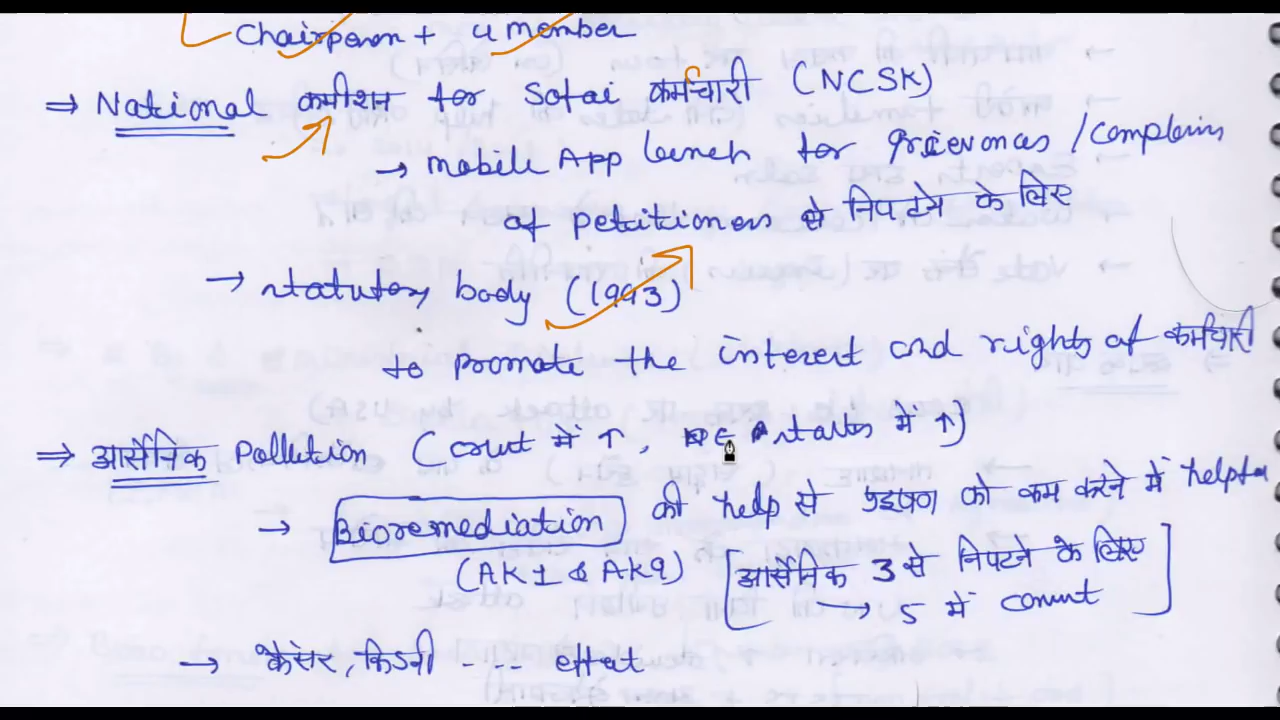 Chairperson + 4 member
⇒ National कमीशन for Safai कर्मचारी (NCSK)
→ mobile App launch for grievances /complains
of petitioners से निपटने के लिए
→ statutory body (1993)
to promote the interest and rights of कर्मचारी
⇒ आर्सेनिक Pollution (count में ↑, states में ↑)
→ Bioremediation की help से प्रदूषण को कम करने में
(AK1 & AK9) [आर्सेनिक 3 से निपटने के लिए
→ 5 में convert]
→ कैंसर, किडनी --- effect